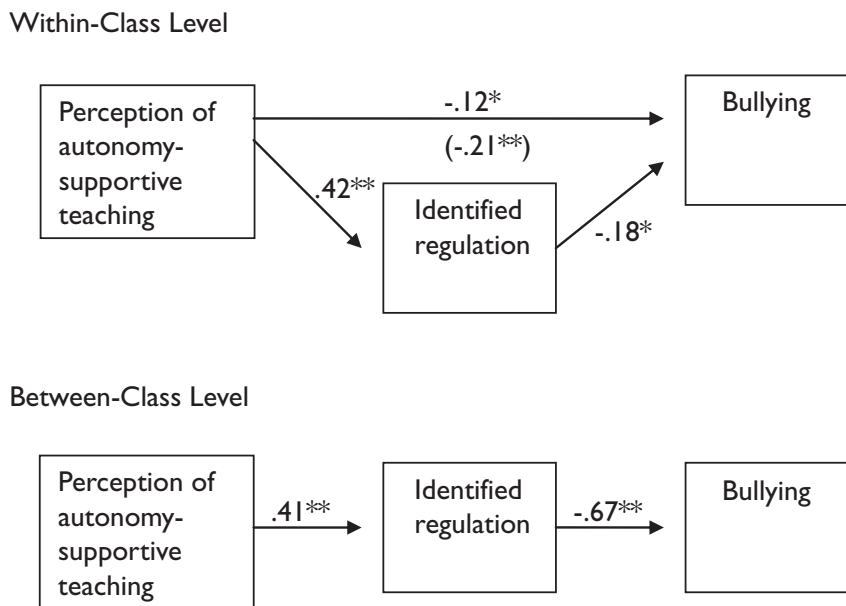 Within-Class Level
Perception of
autonomy-
supportive
teaching
-.12*
(-.21**)
Bullying
.42**
Identified
regulation
-.18*
Between-Class Level
Perception of
autonomy-
supportive
teaching
.41**
Identified
regulation
-.67**
Bullying